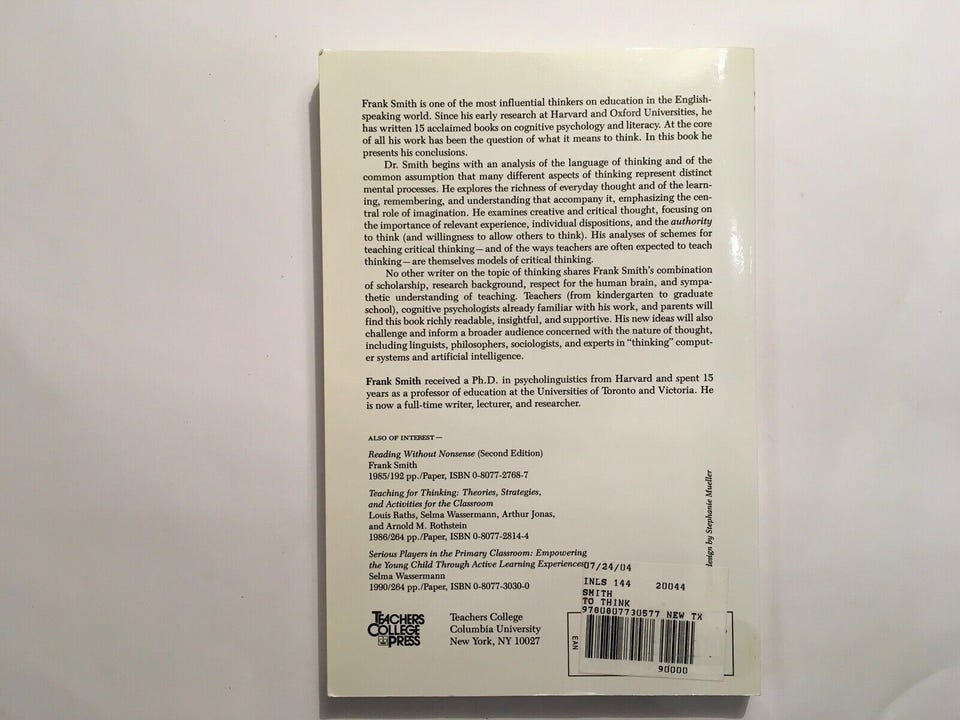 Frank Smith is one of the most influential thinkers on education in the English-
speaking world. Since his early research at Harvard and Oxford Universities, he
has written 15 acclaimed books on cognitive psychology and literacy. At the core
of all his work has been the question of what it means to think. In this book he
presents his conclusions.
Dr. Smith begins with an analysis of the language of thinking and of the
common assumption that many different aspects of thinking represent distinct
mental processes. He explores the richness of everyday thought and of the learn-
ing, remembering, and understanding that accompany it, emphasizing the cen-
tral role of imagination. He examines creative and critical thought, focusing on
the importance of relevant experience, individual dispositions, and the authority
to think (and willingness to allow others to think). His analyses of schemes for
teaching critical thinking—and of the ways teachers are often expected to teach
thinking—are themselves models of critical thinking.
No other writer on the topic of thinking shares Frank Smith's combination
of scholarship, research background, respect for the human brain, and sympa-
thetic understanding of teaching. Teachers (from kindergarten to graduate
school), cognitive psychologists already familiar with his work, and parents will
find this book richly readable, insightful, and supportive. His new ideas will also
challenge and inform a broader audience concerned with the nature of thought,
including linguists, philosophers, sociologists, and experts in "thinking" comput-
er systems and artificial intelligence.
Frank Smith received a Ph.D. in psycholinguistics from Harvard and spent 15
years as a professor of education at the Universities of Toronto and Victoria. He
is now a full-time writer, lecturer, and researcher.
ALSO OF INTEREST—
Reading Without Nonsense (Second Edition)
Frank Smith
1985/192 pp./Paper, ISBN 0-8077-2768-7
Teaching for Thinking: Theories, Strategies,
and Activities for the Classroom
Louis Raths, Selma Wassermann, Arthur Jonas,
and Arnold M. Rothstein
1986/264 pp./Paper, ISBN 0-8077-2814-4
Serious Players in the Primary Classroom: Empowering
the Young Child Through Active Learning Experiences
Selma Wassermann
1990/264 pp./Paper, ISBN 0-8077-3030-0
TEACHERS
COLLEGE
PRESS
Teachers College
Columbia University
New York, NY 10027
design by Stephanie Mueller
07/24/04
INLS 144 20044
SMITH
TO THINK
9780807730577 NEW TX
EAN
90000